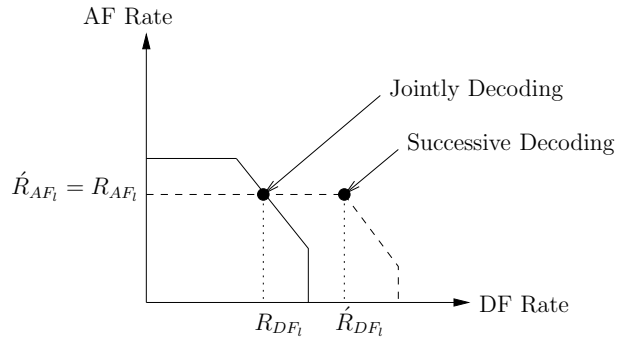 AF Rate
Jointly Decoding
Successive Decoding
Ŕ_{AF_l} = R_{AF_l}
DF Rate
R_{DF_l}
Ŕ_{DF_l}